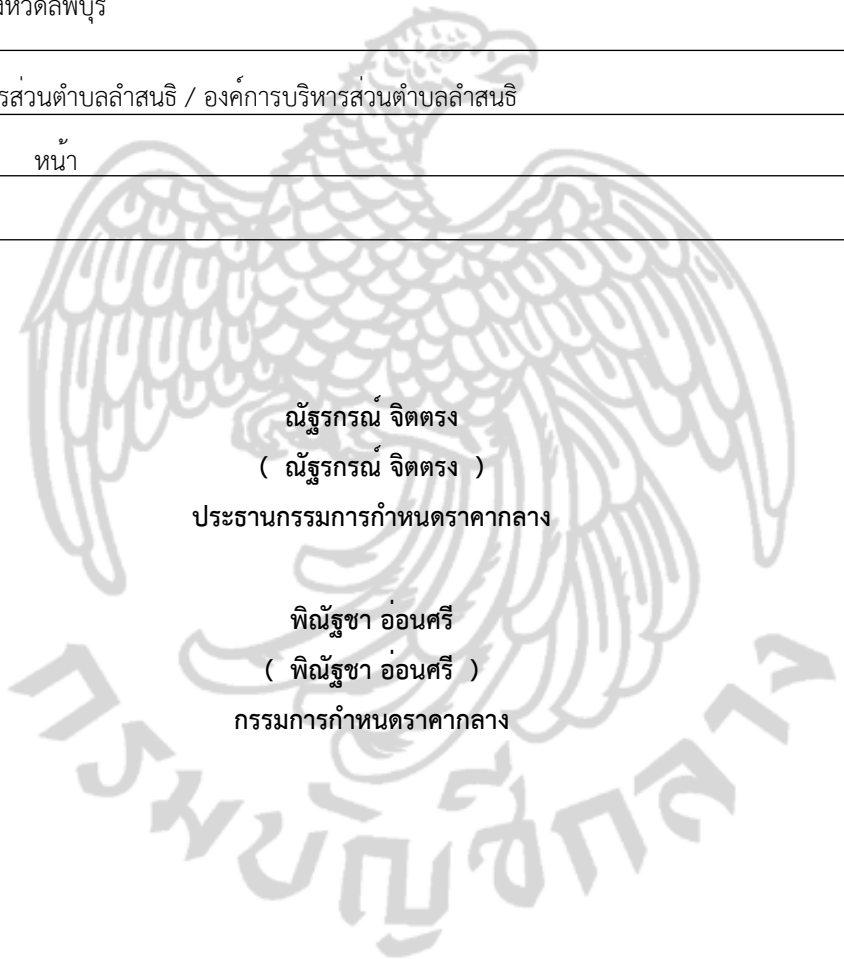 งหวัดลพบุรี
รส่วนตำบลลำสนธิ / องค์การบริหารส่วนตำบลลำสนธิ
หน้า
ณัฐรกรณ์ จิตตรง
( ณัฐรกรณ์ จิตตรง )
ประธานกรรมการกำหนดราคากลาง
พิณัฐชา อ่อนศรี
( พิณัฐชา อ่อนศรี )
กรรมการกำหนดราคากลาง
กรมบัญชีกลาง